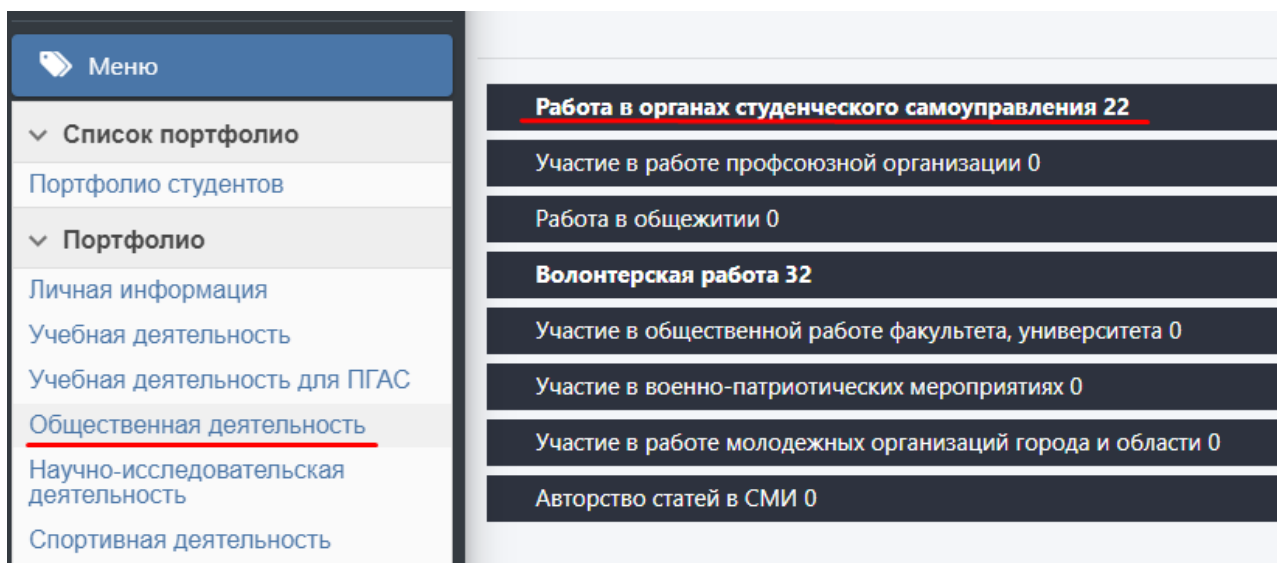 Меню
Список портфолио
Портфолио студентов
Портфолио
Личная информация
Учебная деятельность
Учебная деятельность для ПГАС
Общественная деятельность
Научно-исследовательская
деятельность
Спортивная деятельность
Работа в органах студенческого самоуправления 22
Участие в работе профсоюзной организации 0
Работа в общежитии 0
Волонтерская работа 32
Участие в общественной работе факультета, университета 0
Участие в военно-патриотических мероприятиях 0
Участие в работе молодежных организаций города и области 0
Авторство статей в СМИ 0